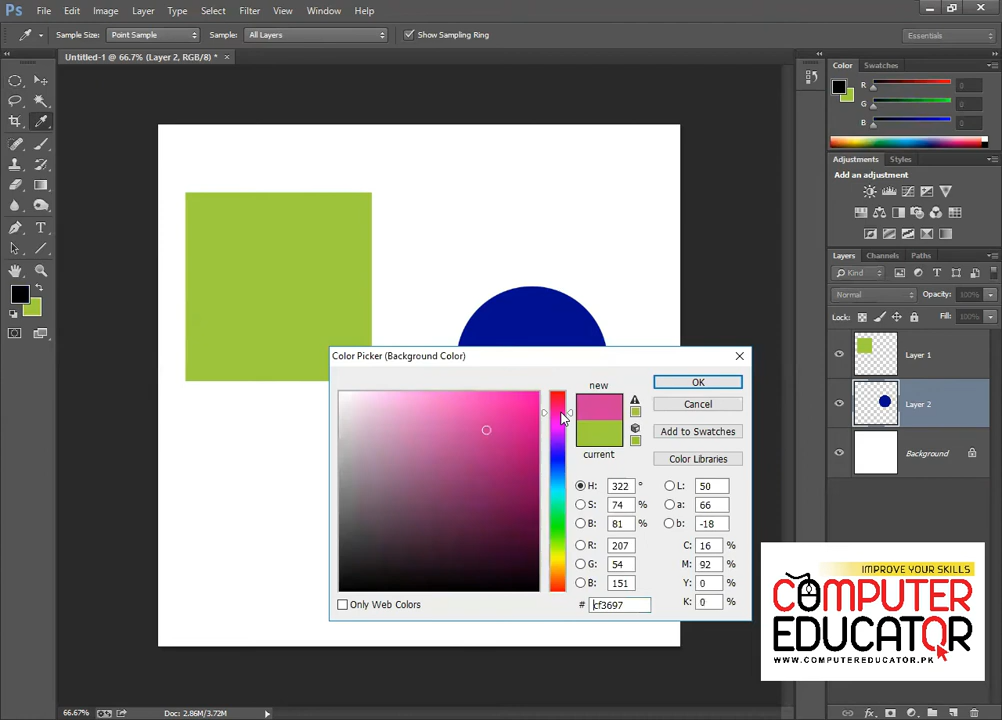 Ps File Edit Image Layer Type Select Filter View Window Help
Sample Size: Point Sample Sample: All Layers Show Sampling Ring Essentials
Untitled-1 @ 66.7% (Layer 2, RGB/8) * ×
Color Swatches
R 0
G 0
B 0
Adjustments Styles
Add an adjustment
Layers Channels Paths
Kind
Normal Opacity: 100%
Lock: Fill: 100%
Layer 1
Layer 2
Background
Color Picker (Background Color)
new
current
OK
Cancel
Add to Swatches
Color Libraries
H: 322 ° L: 50
S: 74 % a: 66
B: 81 % b: -18
R: 207 C: 16 %
G: 54 M: 92 %
B: 151 Y: 0 %
K: 0 %
Only Web Colors # cf3697
IMPROVE YOUR SKILLS
COMPUTER
EDUCATOR
WWW.COMPUTEREDUCATOR.PK
66.67% Doc: 2.86M/3.72M